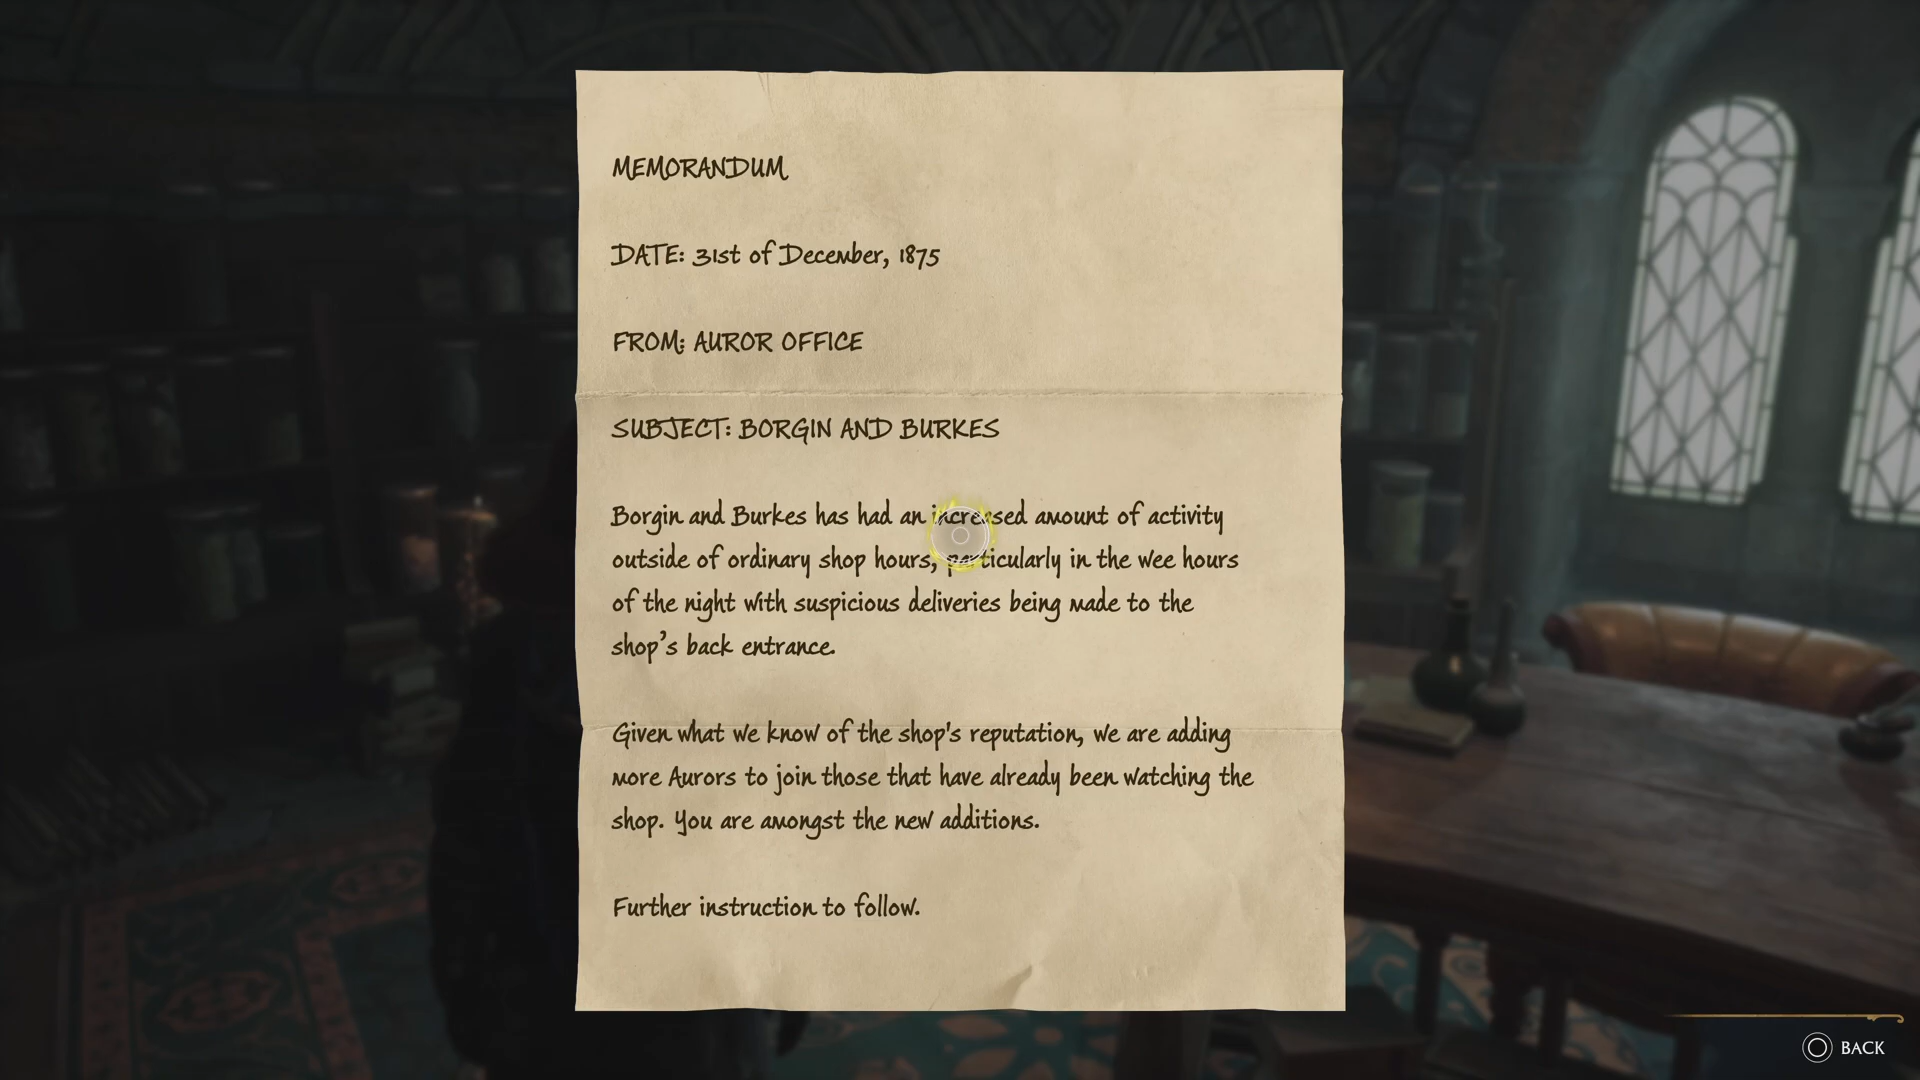 MEMORANDUM
DATE: 31st of December, 1875
FROM: AUROR OFFICE
SUBJECT: BORGIN AND BURKES
Borgin and Burkes has had an increased amount of activity
outside of ordinary shop hours, particularly in the wee hours
of the night with suspicious deliveries being made to the
shop’s back entrance.
Given what we know of the shop's reputation, we are adding
more Aurors to join those that have already been watching the
shop. You are amongst the new additions.
Further instruction to follow.
BACK